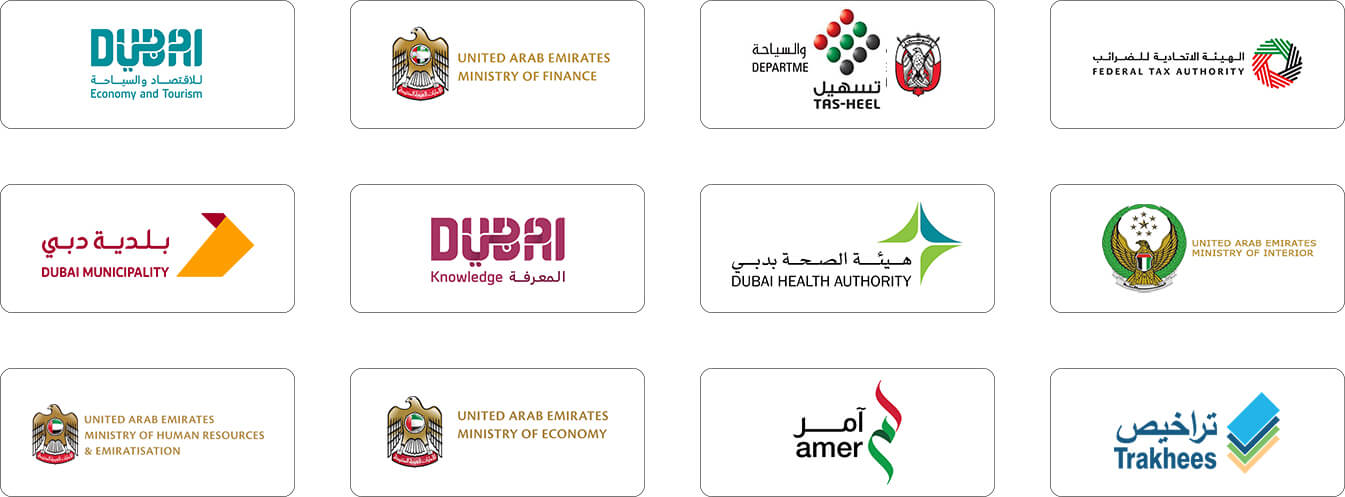 DUBAI
للاقتصاد والسياحة
Economy and Tourism
UNITED ARAB EMIRATES
MINISTRY OF FINANCE
والسياحة
DEPARTME
تسهيل
TAS-HEEL
الهيئة الاتحادية للضرائب
FEDERAL TAX AUTHORITY
بلدية دبي
DUBAI MUNICIPALITY
DUBAI
Knowledge المعرفة
هيئة الصحة بدبي
DUBAI HEALTH AUTHORITY
UNITED ARAB EMIRATES
MINISTRY OF INTERIOR
UNITED ARAB EMIRATES
MINISTRY OF HUMAN RESOURCES
& EMIRATISATION
UNITED ARAB EMIRATES
MINISTRY OF ECONOMY
آمر
amer
تراخيص
Trakhees